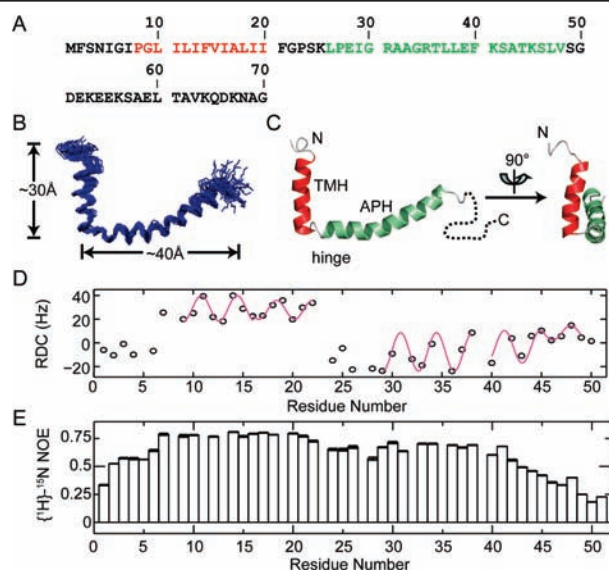 A
10 20 30 40 50
MFSNIGIPGL ILIFVIALII FGPSKLPEIG RAAGRTLLEF KSATKSLVSG
60 70
DEKEEKSAEL TAVKQDKNAG
B
~30Å
~40Å
C
N
TMH
APH
hinge
C
90°
N
D
RDC (Hz)
40
20
0
−20
0 5 10 15 20 25 30 35 40 45 50
Residue Number
E
{¹H}-¹⁵N NOE
0.75
0.5
0.25
0
0 5 10 15 20 25 30 35 40 45 50
Residue Number